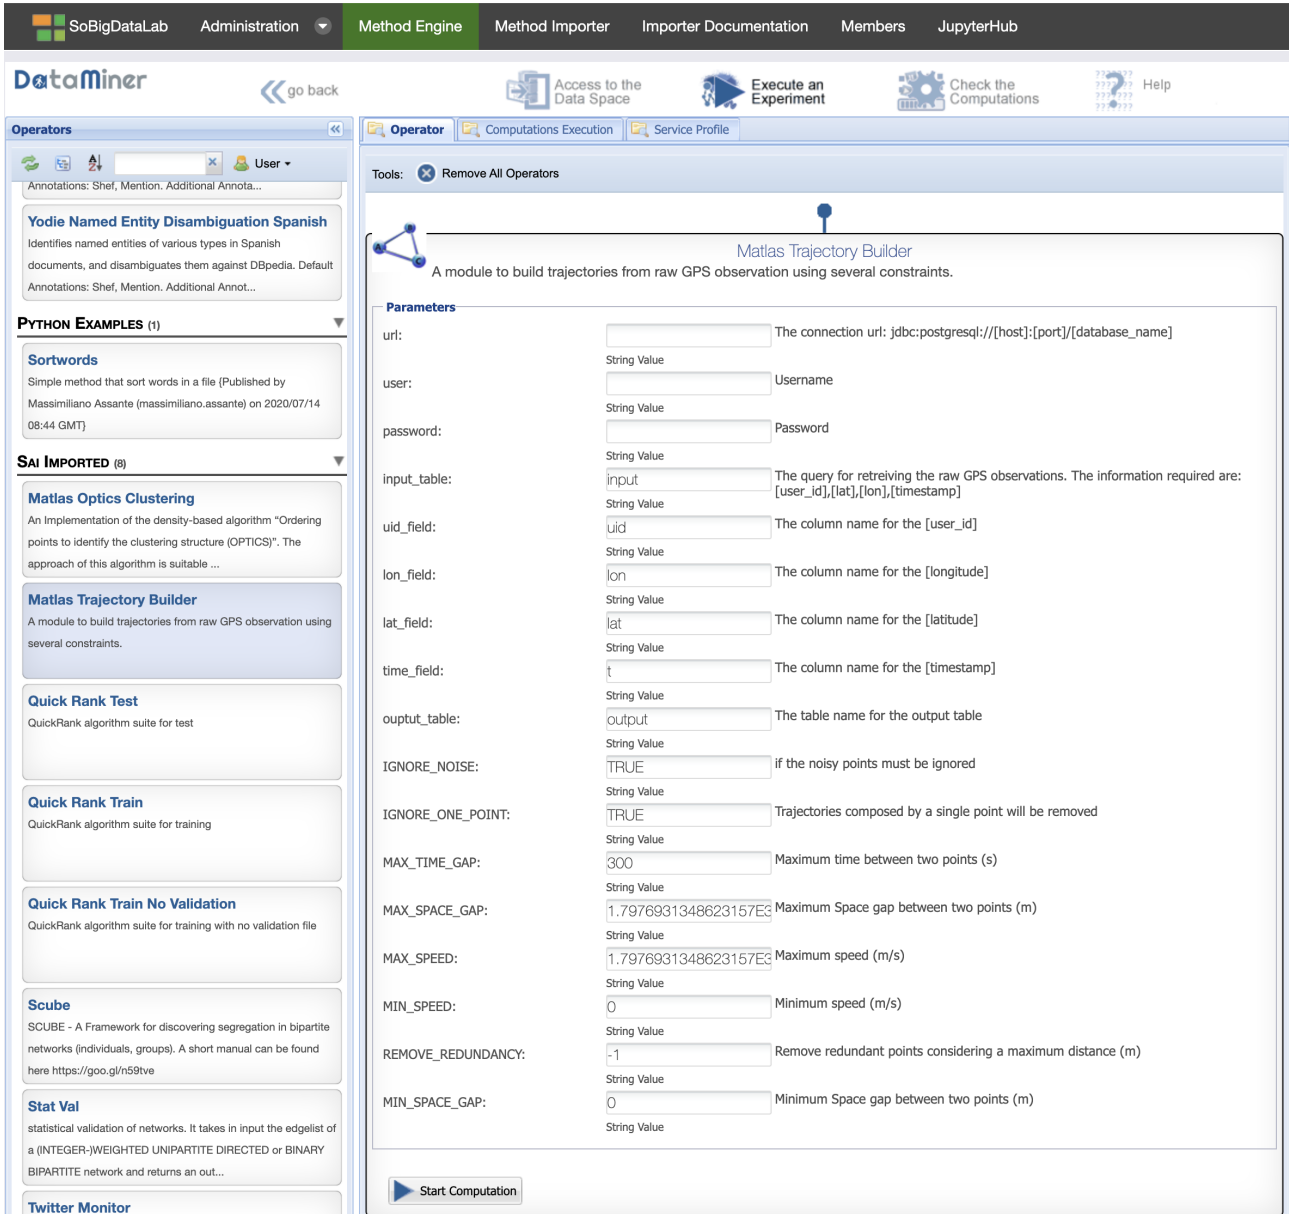 SoBigDataLab Administration Method Engine Method Importer Importer Documentation Members JupyterHub
DataMiner
go back
Access to the
Data Space
Execute an
Experiment
Check the
Computations
Help
Operators
User
Annotations: Shef, Mention. Additional Annota...
Yodie Named Entity Disambiguation Spanish
Identifies named entities of various types in Spanish
documents, and disambiguates them against DBpedia. Default
Annotations: Shef, Mention. Additional Annot...
PYTHON EXAMPLES (1)
Sortwords
Simple method that sort words in a file {Published by
Massimiliano Assante (massimiliano.assante) on 2020/07/14
08:44 GMT}
SAI IMPORTED (8)
Matlas Optics Clustering
An Implementation of the density-based algorithm “Ordering
points to identify the clustering structure (OPTICS)”. The
approach of this algorithm is suitable ...
Matlas Trajectory Builder
A module to build trajectories from raw GPS observation using
several constraints.
Quick Rank Test
QuickRank algorithm suite for test
Quick Rank Train
QuickRank algorithm suite for training
Quick Rank Train No Validation
QuickRank algorithm suite for training with no validation file
Scube
SCUBE - A Framework for discovering segregation in bipartite
networks (individuals, groups). A short manual can be found
here https://goo.gl/n59tve
Stat Val
statistical validation of networks. It takes in input the edgelist of
a (INTEGER-)WEIGHTED UNIPARTITE DIRECTED or BINARY
BIPARTITE network and returns an out...
Twitter Monitor
Operator Computations Execution Service Profile
Tools: Remove All Operators
Matlas Trajectory Builder
A module to build trajectories from raw GPS observation using several constraints.
Parameters
url: The connection url: jdbc:postgresql://[host]:[port]/[database_name]
String Value
user: Username
String Value
password: Password
String Value
input_table: input The query for retreiving the raw GPS observations. The information required are:
[user_id],[lat],[lon],[timestamp]
String Value
uid_field: uid The column name for the [user_id]
String Value
lon_field: lon The column name for the [longitude]
String Value
lat_field: lat The column name for the [latitude]
String Value
time_field: t The column name for the [timestamp]
String Value
ouptut_table: output The table name for the output table
String Value
IGNORE_NOISE: TRUE if the noisy points must be ignored
String Value
IGNORE_ONE_POINT: TRUE Trajectories composed by a single point will be removed
String Value
MAX_TIME_GAP: 300 Maximum time between two points (s)
String Value
MAX_SPACE_GAP: 1.7976931348623157E3 Maximum Space gap between two points (m)
String Value
MAX_SPEED: 1.7976931348623157E3 Maximum speed (m/s)
String Value
MIN_SPEED: 0 Minimum speed (m/s)
String Value
REMOVE_REDUNDANCY: -1 Remove redundant points considering a maximum distance (m)
String Value
MIN_SPACE_GAP: 0 Minimum Space gap between two points (m)
String Value
Start Computation